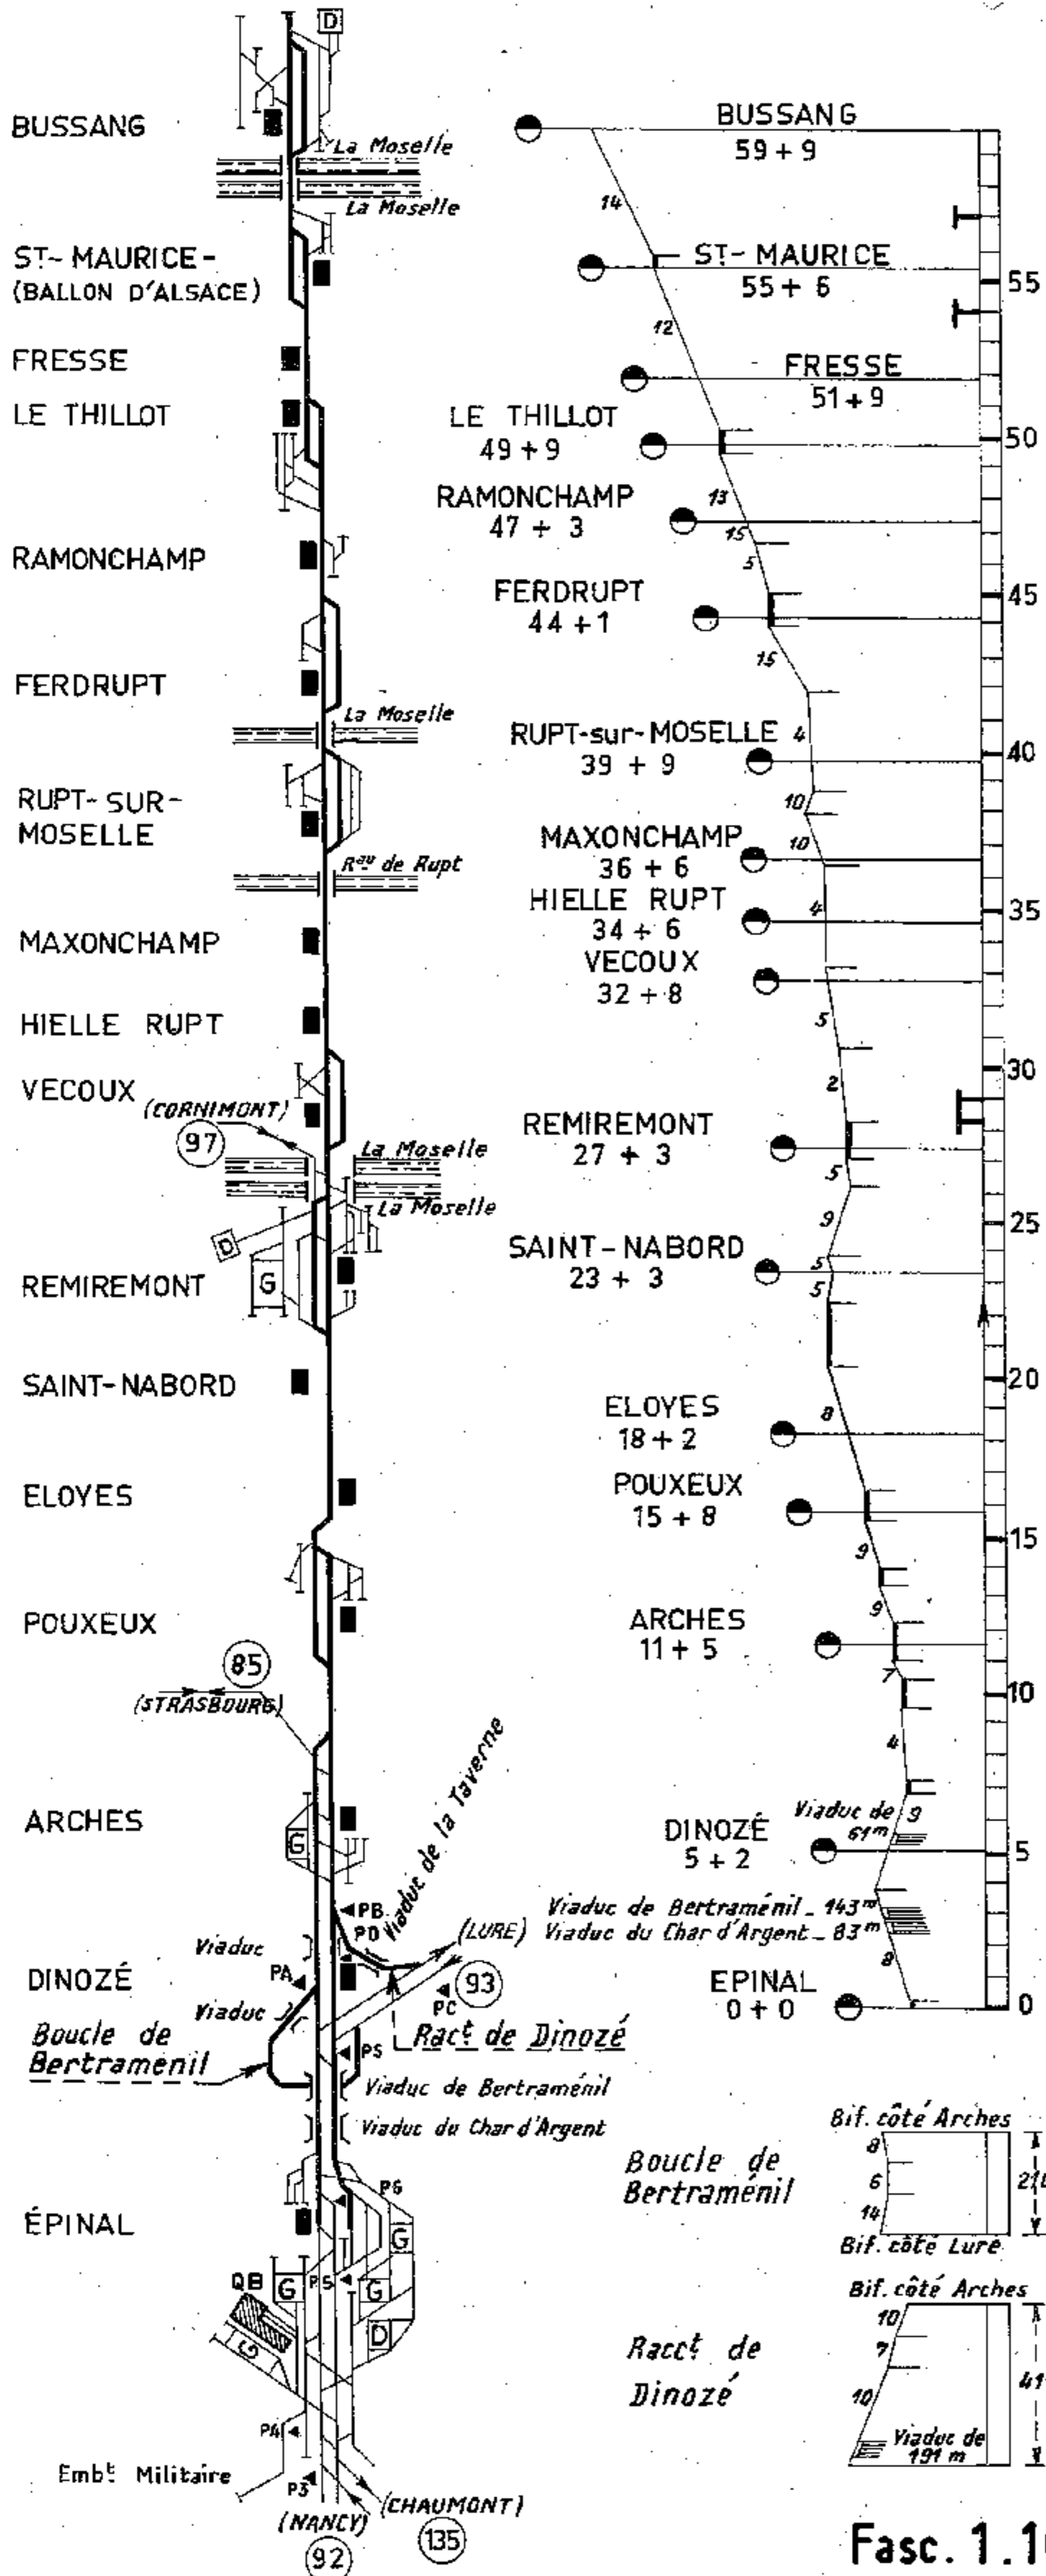 D
BUSSANG
La Moselle
La Moselle
ST-MAURICE-
(BALLON D'ALSACE)
FRESSE
LE THILLOT
RAMONCHAMP
FERDRUPT
La Moselle
RUPT-SUR-
MOSELLE
Rau de Rupt
MAXONCHAMP
HIELLE RUPT
VECOUX
(CORNIMONT)
97
La Moselle
La Moselle
D
G
REMIREMONT
SAINT-NABORD
ELOYES
POUXEUX
85
(STRASBOURG)
ARCHES
G
Viaduc de la Taverne
PB
PD
(LURE)
Viaduc
PA
DINOZÉ
93
PC
Viaduc
Boucle de
Bertraménil
Ract de Dinozé
PS
Viaduc de Bertraménil
Viaduc du Char d'Argent
P6
ÉPINAL
G
QB
G
P5
G
G
D
P4
Embt Militaire
P3
(NANCY)
92
(CHAUMONT)
135
BUSSANG
59 + 9
14
ST-MAURICE
55 + 6
55
12
FRESSE
51 + 9
LE THILLOT
49 + 9
50
13
RAMONCHAMP
47 + 3
15
5
FERDRUPT
44 + 1
45
15
RUPT-sur-MOSELLE
39 + 9
4
40
10
MAXONCHAMP
36 + 6
10
HIELLE RUPT
34 + 6
4
35
VECOUX
32 + 8
5
30
2
REMIREMONT
27 + 3
5
25
9
SAINT-NABORD
23 + 3
5
5
20
ELOYES
18 + 2
8
POUXEUX
15 + 8
15
9
9
ARCHES
11 + 5
7
10
4
Viaduc de
61m
9
DINOZÉ
5 + 2
5
Viaduc de Bertraménil - 143m
Viaduc du Char d'Argent - 83m
8
EPINAL
0 + 0
0
Bif. côté Arches
Boucle de
Bertraménil
8
6
14
Bif. côté Lure
Bif. côté Arches
Racct de
Dinozé
10
7
10
41
Viaduc de
191 m
Fasc. 1.1